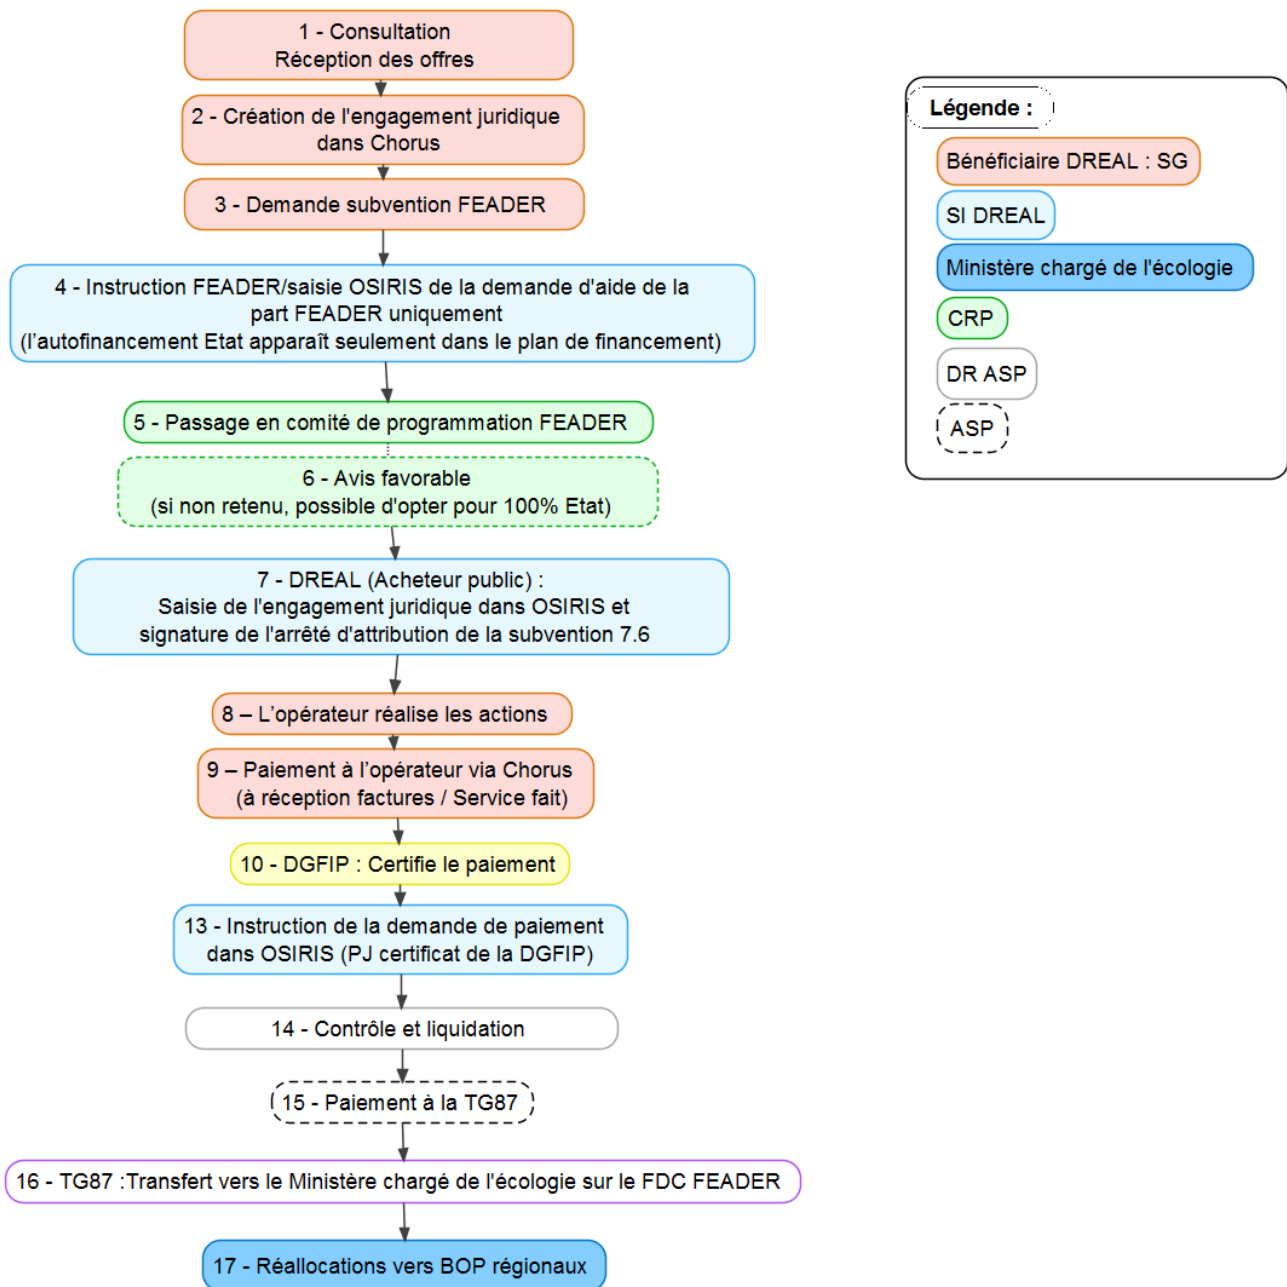 1 - Consultation
Réception des offres
2 - Création de l'engagement juridique
dans Chorus
3 - Demande subvention FEADER
4 - Instruction FEADER/saisie OSIRIS de la demande d'aide de la
part FEADER uniquement
(l’autofinancement Etat apparaît seulement dans le plan de financement)
5 - Passage en comité de programmation FEADER
6 - Avis favorable
(si non retenu, possible d'opter pour 100% Etat)
7 - DREAL (Acheteur public) :
Saisie de l'engagement juridique dans OSIRIS et
signature de l'arrêté d'attribution de la subvention 7.6
8 – L’opérateur réalise les actions
9 – Paiement à l’opérateur via Chorus
(à réception factures / Service fait)
10 - DGFIP : Certifie le paiement
13 - Instruction de la demande de paiement
dans OSIRIS (PJ certificat de la DGFIP)
14 - Contrôle et liquidation
15 - Paiement à la TG87
16 - TG87 :Transfert vers le Ministère chargé de l'écologie sur le FDC FEADER
17 - Réallocations vers BOP régionaux
Légende :
Bénéficiaire DREAL : SG
SI DREAL
Ministère chargé de l'écologie
CRP
DR ASP
ASP